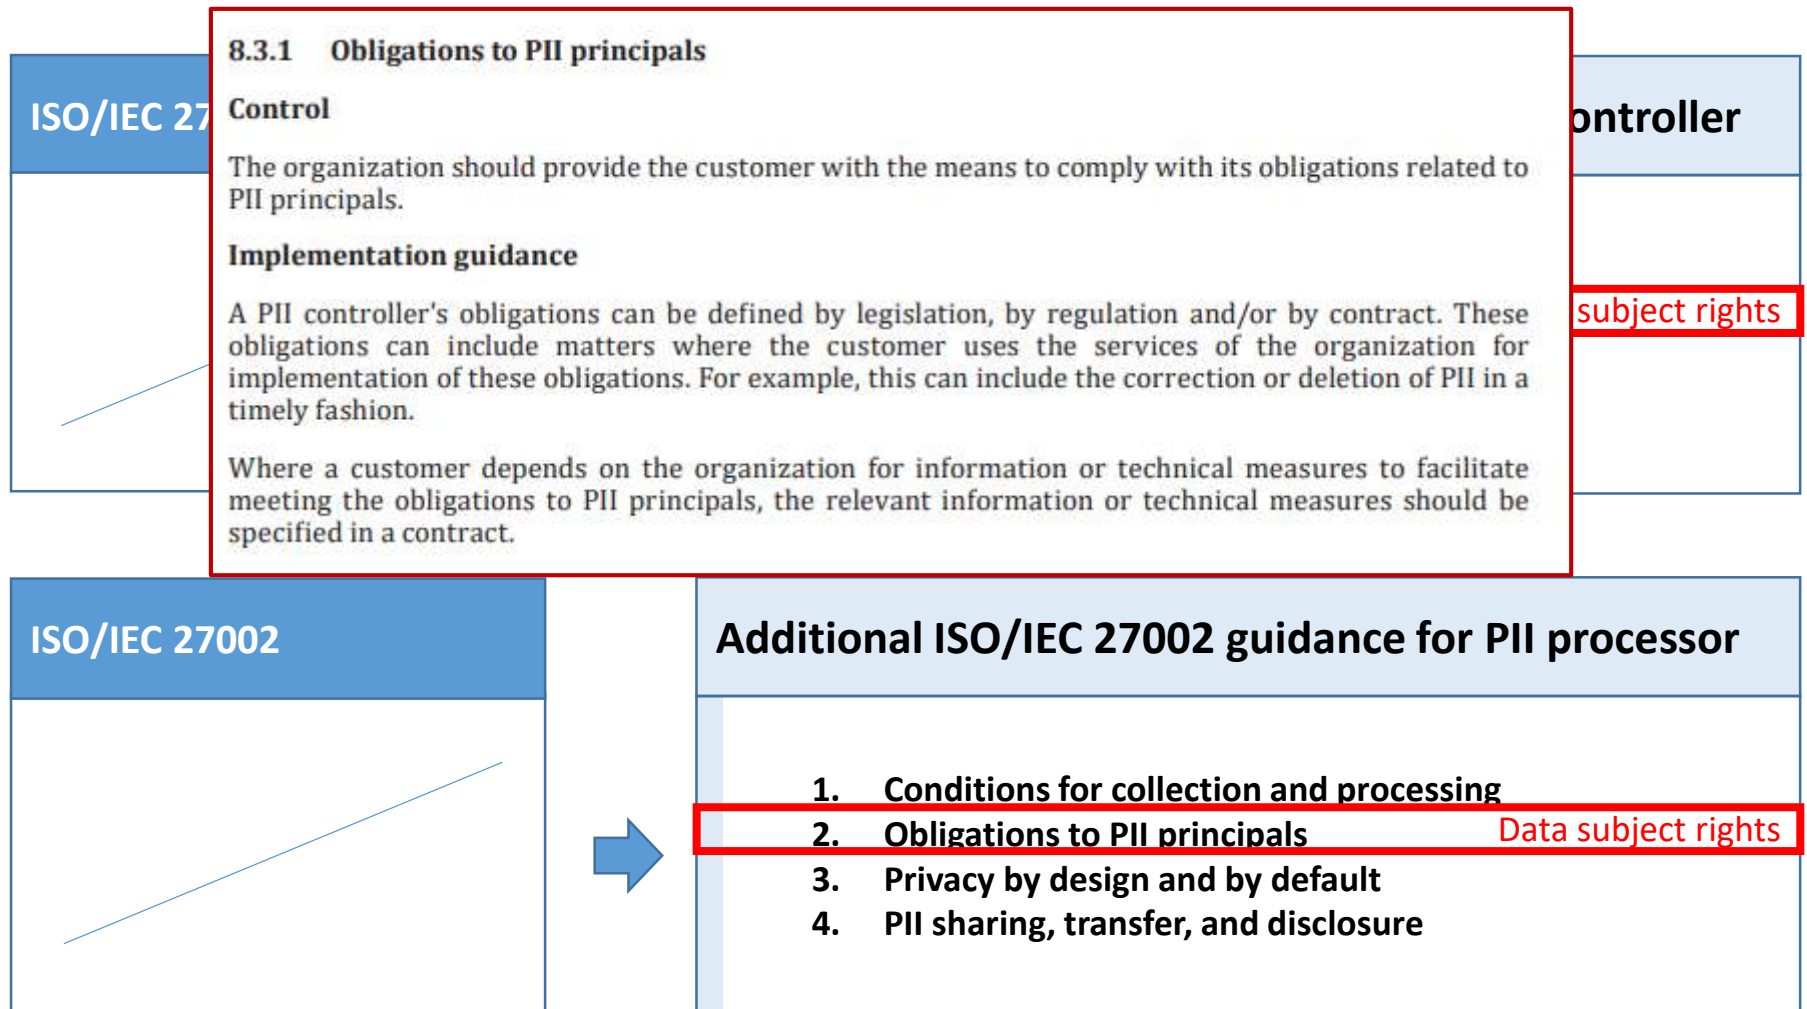 8.3.1 Obligations to PII principals
Control
The organization should provide the customer with the means to comply with its obligations related to
PII principals.
Implementation guidance
A PII controller's obligations can be defined by legislation, by regulation and/or by contract. These
obligations can include matters where the customer uses the services of the organization for
implementation of these obligations. For example, this can include the correction or deletion of PII in a
timely fashion.
Where a customer depends on the organization for information or technical measures to facilitate
meeting the obligations to PII principals, the relevant information or technical measures should be
specified in a contract.
ISO/IEC 27
ontroller
subject rights
ISO/IEC 27002
Additional ISO/IEC 27002 guidance for PII processor
1. Conditions for collection and processing
2. Obligations to PII principals Data subject rights
3. Privacy by design and by default
4. PII sharing, transfer, and disclosure